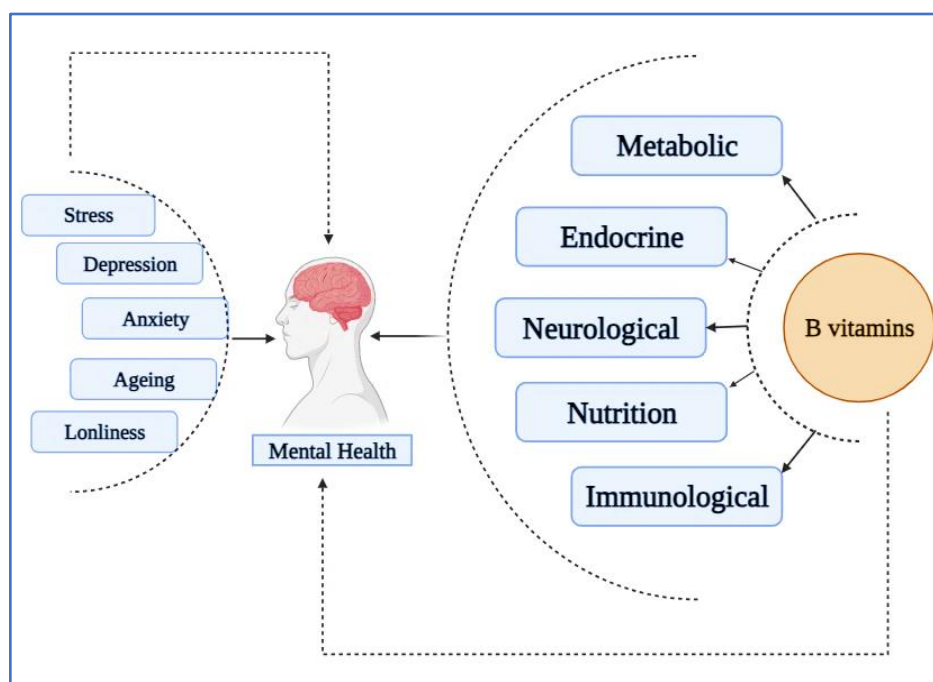 Stress
Depression
Anxiety
Ageing
Lonliness
Mental Health
Metabolic
Endocrine
Neurological
Nutrition
Immunological
B vitamins